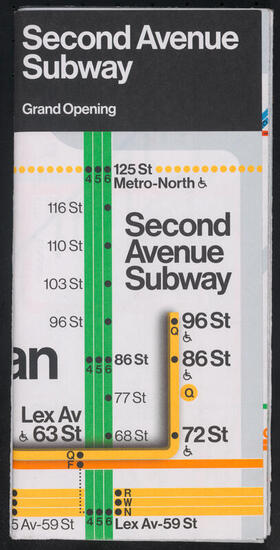 Second Avenue
Subway
Grand Opening
125 St
4 5 6
Metro-North ♿
116 St
Second
Avenue
Subway
110 St
103 St
96 St
96 St
Q
♿
an
4 5 6
86 St
86 St
♿
Q
77 St
Lex Av
♿ 63 St
68 St
72 St
♿
Q
F
R
W
N
5 Av-59 St
4 5 6
Lex Av-59 St